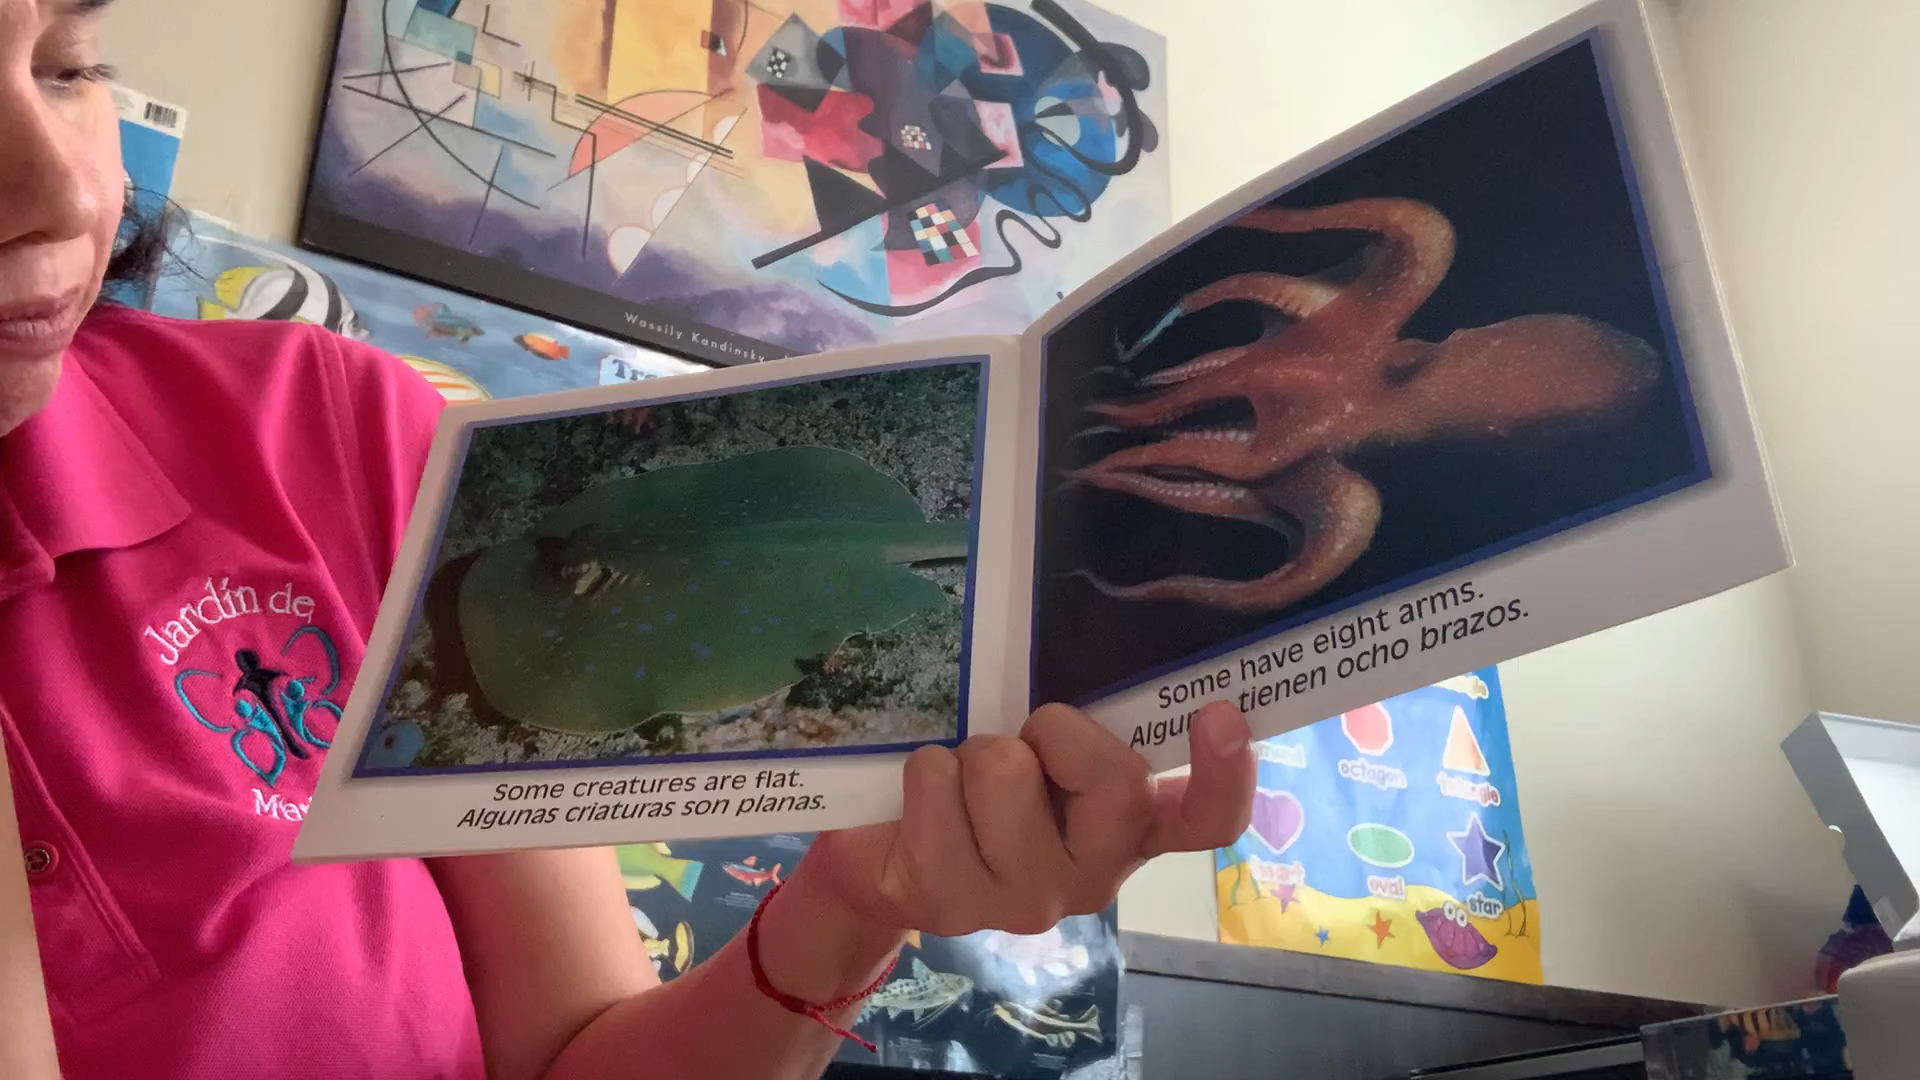 Wassily Kandinsky
Jardín de
Some creatures are flat.
Algunas criaturas son planas.
Some have eight arms.
tienen ocho brazos.
octagon
triangle
heart
oval
star